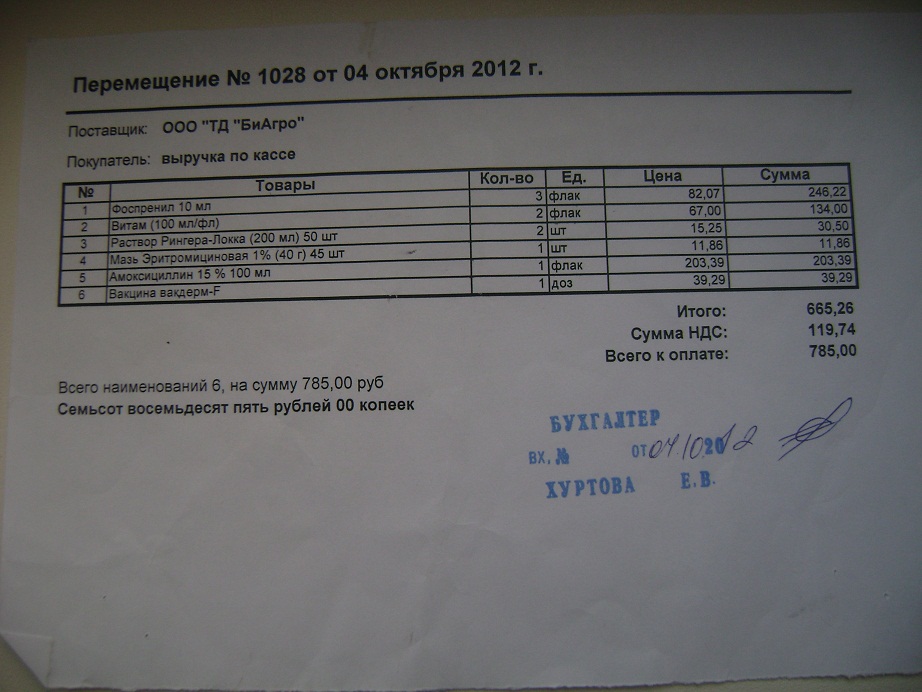 Перемещение № 1028 от 04 октября 2012 г.
Поставщик: ООО "ТД "БиАгро"
Покупатель: выручка по кассе
№ Товары Кол-во Ед. Цена Сумма
1 Фоспренил 10 мл 3 флак 82,07 246,22
2 Витам (100 мл/фл) 2 флак 67,00 134,00
3 Раствор Рингера-Локка (200 мл) 50 шт 2 шт 15,25 30,50
4 Мазь Эритромициновая 1% (40 г) 45 шт 1 шт 11,86 11,86
5 Амоксициллин 15 % 100 мл 1 флак 203,39 203,39
6 Вакцина вакдерм-F 1 доз 39,29 39,29
Итого: 665,26
Сумма НДС: 119,74
Всего к оплате: 785,00
Всего наименований 6, на сумму 785,00 руб
Семьсот восемьдесят пять рублей 00 копеек
БУХГАЛТЕР
ВХ. № ОТ 04.10.2012
ХУРТОВА Е.В.